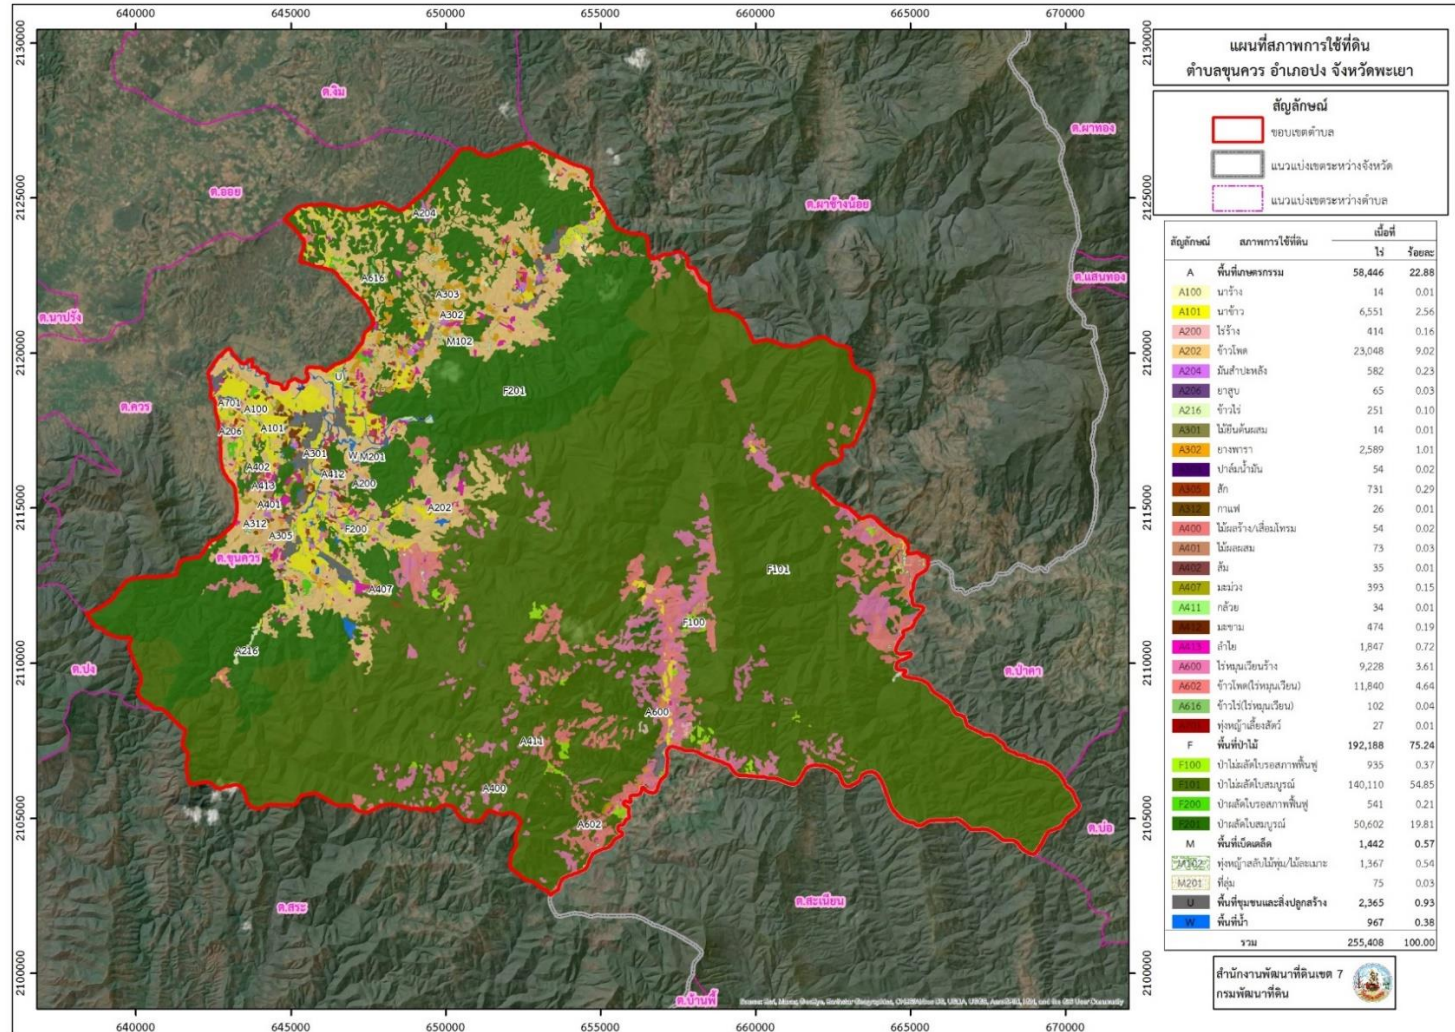 640000 645000 650000 655000 660000 665000 670000
2130000 2130000
2125000 2125000
2120000 2120000
2115000 2115000
2110000 2110000
2105000 2105000
2100000 2100000
640000 645000 650000 655000 660000 665000 670000
ต.งิม
ต.ออย
ต.ผาทอง
ต.ผาช้างน้อย
ต.แสนทอง
ต.นาปรัง
ต.ควร
ต.ขุนควร
ต.ปง
ต.ป่าคา
ต.บ่อ
ต.สระ
ต.สะเนียน
ต.บ้านพี้
A204
A616
A303
A302
M102
U
F201
A701
A100
A206
A101
A301
W
M201
A402
A412
A413
A200
A401
A202
A312
F200
A305
F101
A407
F100
A216
A600
A411
A400
A602
แผนที่สภาพการใช้ที่ดิน
ตำบลขุนควร อำเภอปง จังหวัดพะเยา
สัญลักษณ์
ขอบเขตตำบล
แนวแบ่งเขตระหว่างจังหวัด
แนวแบ่งเขตระหว่างตำบล
สัญลักษณ์ สภาพการใช้ที่ดิน เนื้อที่
ไร่ ร้อยละ
A พื้นที่เกษตรกรรม 58,446 22.88
A100 นาร้าง 14 0.01
A101 นาข้าว 6,551 2.56
A200 ไร่ร้าง 414 0.16
A202 ข้าวโพด 23,048 9.02
A204 มันสำปะหลัง 582 0.23
A206 ยาสูบ 65 0.03
A216 ข้าวไร่ 251 0.10
A301 ไม้ยืนต้นผสม 14 0.01
A302 ยางพารา 2,589 1.01
A303 ปาล์มน้ำมัน 54 0.02
A305 สัก 731 0.29
A312 กาแฟ 26 0.01
A400 ไม้ผลร้าง/เสื่อมโทรม 54 0.02
A401 ไม้ผลผสม 73 0.03
A402 ส้ม 35 0.01
A407 มะม่วง 393 0.15
A411 กล้วย 34 0.01
A412 มะขาม 474 0.19
A413 ลำไย 1,847 0.72
A600 ไร่หมุนเวียนร้าง 9,228 3.61
A602 ข้าวโพด(ไร่หมุนเวียน) 11,840 4.64
A616 ข้าวไร่(ไร่หมุนเวียน) 102 0.04
A701 ทุ่งหญ้าเลี้ยงสัตว์ 27 0.01
F พื้นที่ป่าไม้ 192,188 75.24
F100 ป่าไม่ผลัดใบรอสภาพฟื้นฟู 935 0.37
F101 ป่าไม่ผลัดใบสมบูรณ์ 140,110 54.85
F200 ป่าผลัดใบรอสภาพฟื้นฟู 541 0.21
F201 ป่าผลัดใบสมบูรณ์ 50,602 19.81
M พื้นที่เบ็ดเตล็ด 1,442 0.57
M102 ทุ่งหญ้าสลับไม้พุ่ม/ไม้ละเมาะ 1,367 0.54
M201 ที่ลุ่ม 75 0.03
U พื้นที่ชุมชนและสิ่งปลูกสร้าง 2,365 0.93
W พื้นที่น้ำ 967 0.38
รวม 255,408 100.00
สำนักงานพัฒนาที่ดินเขต 7
กรมพัฒนาที่ดิน